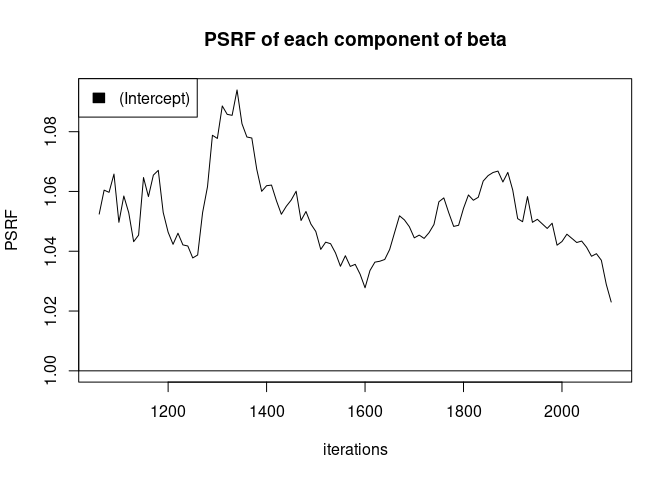 PSRF of each component of beta
(Intercept)
PSRF
1.08
1.06
1.04
1.02
1.00
1200 1400 1600 1800 2000
iterations